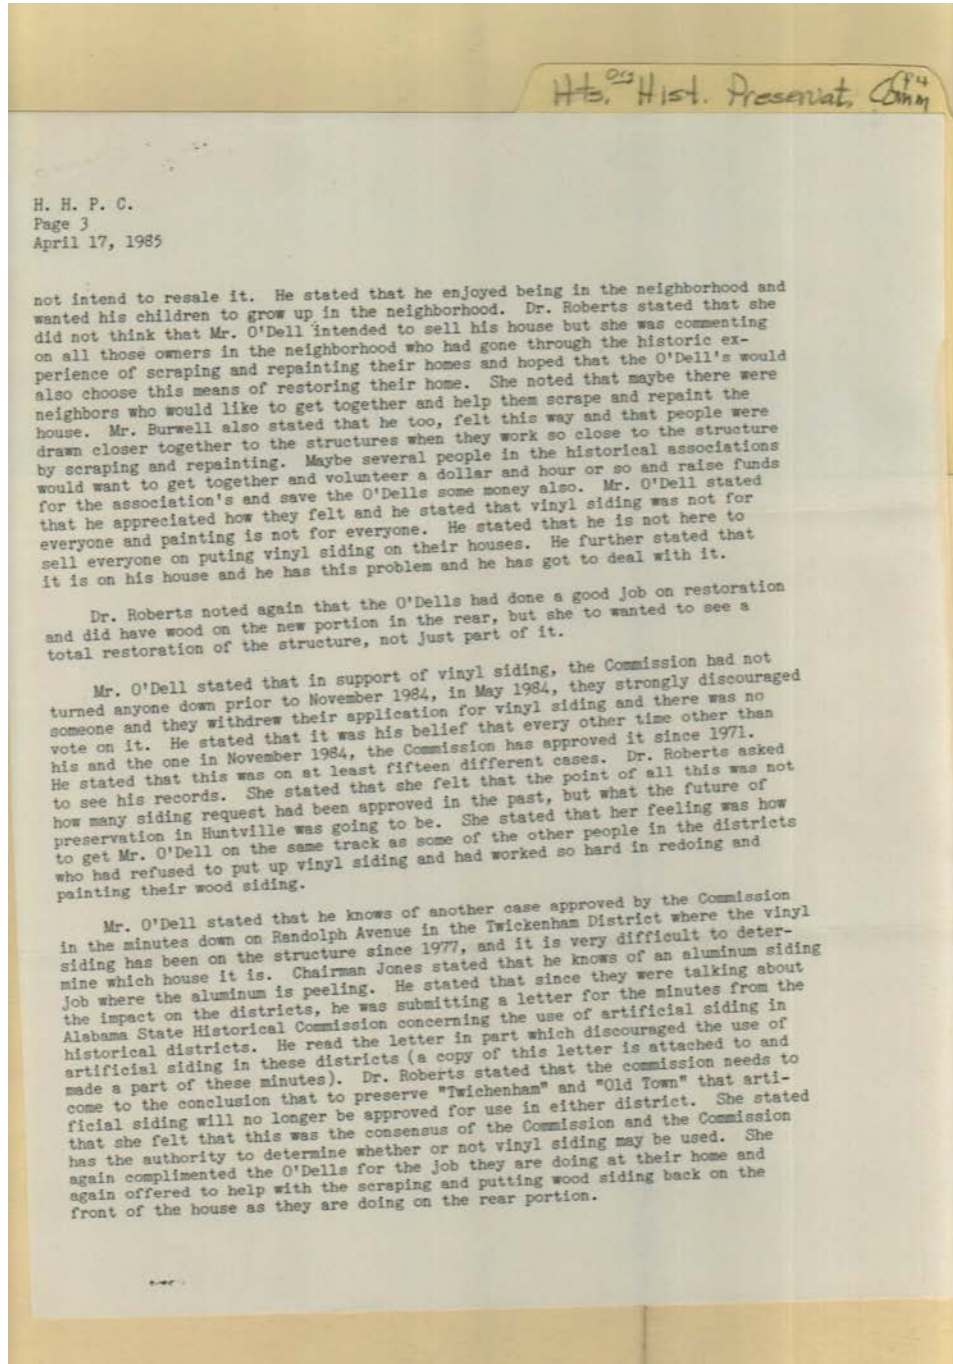 Hts. Org Hist. Preservat. Comm
P4
H. H. P. C.
Page 3
April 17, 1985
not intend to resale it. He stated that he enjoyed being in the neighborhood and
wanted his children to grow up in the neighborhood. Dr. Roberts stated that she
did not think that Mr. O'Dell intended to sell his house but she was commenting
on all those owners in the neighborhood who had gone through the historic ex-
perience of scraping and repainting their homes and hoped that the O'Dell's would
also choose this means of restoring their home. She noted that maybe there were
neighbors who would like to get together and help them scrape and repaint the
house. Mr. Burwell also stated that he too, felt this way and that people were
drawn closer together to the structures when they work so close to the structure
by scraping and repainting. Maybe several people in the historical associations
would want to get together and volunteer a dollar and hour or so and raise funds
for the association's and save the O'Dells some money also. Mr. O'Dell stated
that he appreciated how they felt and he stated that vinyl siding was not for
everyone and painting is not for everyone. He stated that he is not here to
sell everyone on puting vinyl siding on their houses. He further stated that
it is on his house and he has this problem and he has got to deal with it.
Dr. Roberts noted again that the O'Dells had done a good job on restoration
and did have wood on the new portion in the rear, but she to wanted to see a
total restoration of the structure, not just part of it.
Mr. O'Dell stated that in support of vinyl siding, the Commission had not
turned anyone down prior to November 1984, in May 1984, they strongly discouraged
someone and they withdrew their application for vinyl siding and there was no
vote on it. He stated that it was his belief that every other time other than
his and the one in November 1984, the Commission has approved it since 1971.
He stated that this was on at least fifteen different cases. Dr. Roberts asked
to see his records. She stated that she felt that the point of all this was not
how many siding request had been approved in the past, but what the future of
preservation in Huntville was going to be. She stated that her feeling was how
to get Mr. O'Dell on the same track as some of the other people in the districts
who had refused to put up vinyl siding and had worked so hard in redoing and
painting their wood siding.
Mr. O'Dell stated that he knows of another case approved by the Commission
in the minutes down on Randolph Avenue in the Twickenham District where the vinyl
siding has been on the structure since 1977, and it is very difficult to deter-
mine which house it is. Chairman Jones stated that he knows of an aluminum siding
job where the aluminum is peeling. He stated that since they were talking about
the impact on the districts, he was submitting a letter for the minutes from the
Alabama State Historical Commission concerning the use of artificial siding in
historical districts. He read the letter in part which discouraged the use of
artificial siding in these districts (a copy of this letter is attached to and
made a part of these minutes). Dr. Roberts stated that the commission needs to
come to the conclusion that to preserve "Twichenham" and "Old Town" that arti-
ficial siding will no longer be approved for use in either district. She stated
that she felt that this was the consensus of the Commission and the Commission
has the authority to determine whether or not vinyl siding may be used. She
again complimented the O'Dells for the job they are doing at their home and
again offered to help with the scraping and putting wood siding back on the
front of the house as they are doing on the rear portion.